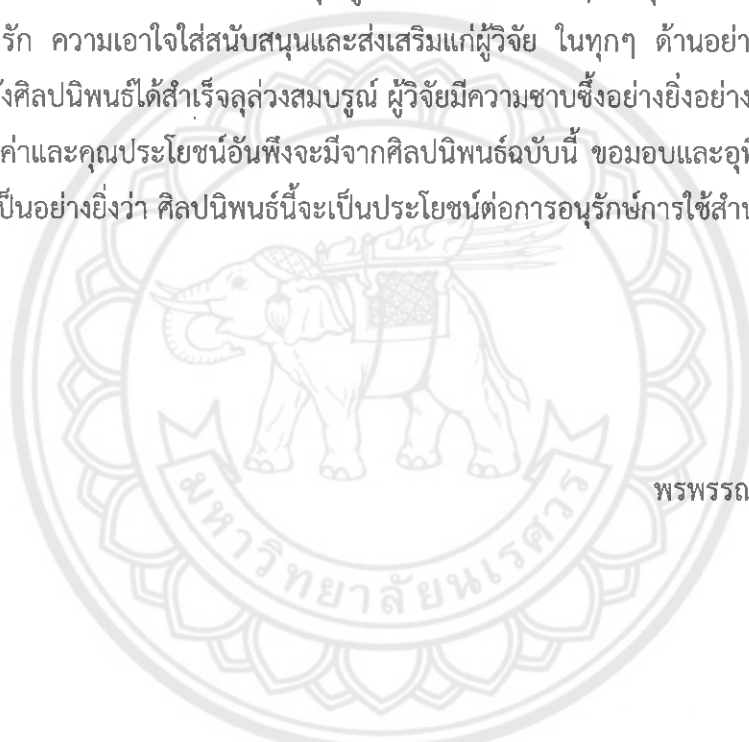 รัก ความเอาใจใส่สนับสนุนและส่งเสริมแก่ผู้วิจัย ในทุกๆ ด้านอย่า
งศิลปนิพนธ์ได้สำเร็จลุล่วงสมบรูณ์ ผู้วิจัยมีความซาบซึ้งอย่างยิ่งอย่าง
ค่าและคุณประโยชน์อันพึงจะมีจากศิลปนิพนธ์ฉบับนี้ ขอมอบและอุทิ
ป็นอย่างยิ่งว่า ศิลปนิพนธ์นี้จะเป็นประโยชน์ต่อการอนุรักษ์การใช้สำน
พรพรรณ
มหาวิทยาลัยนเรศวร